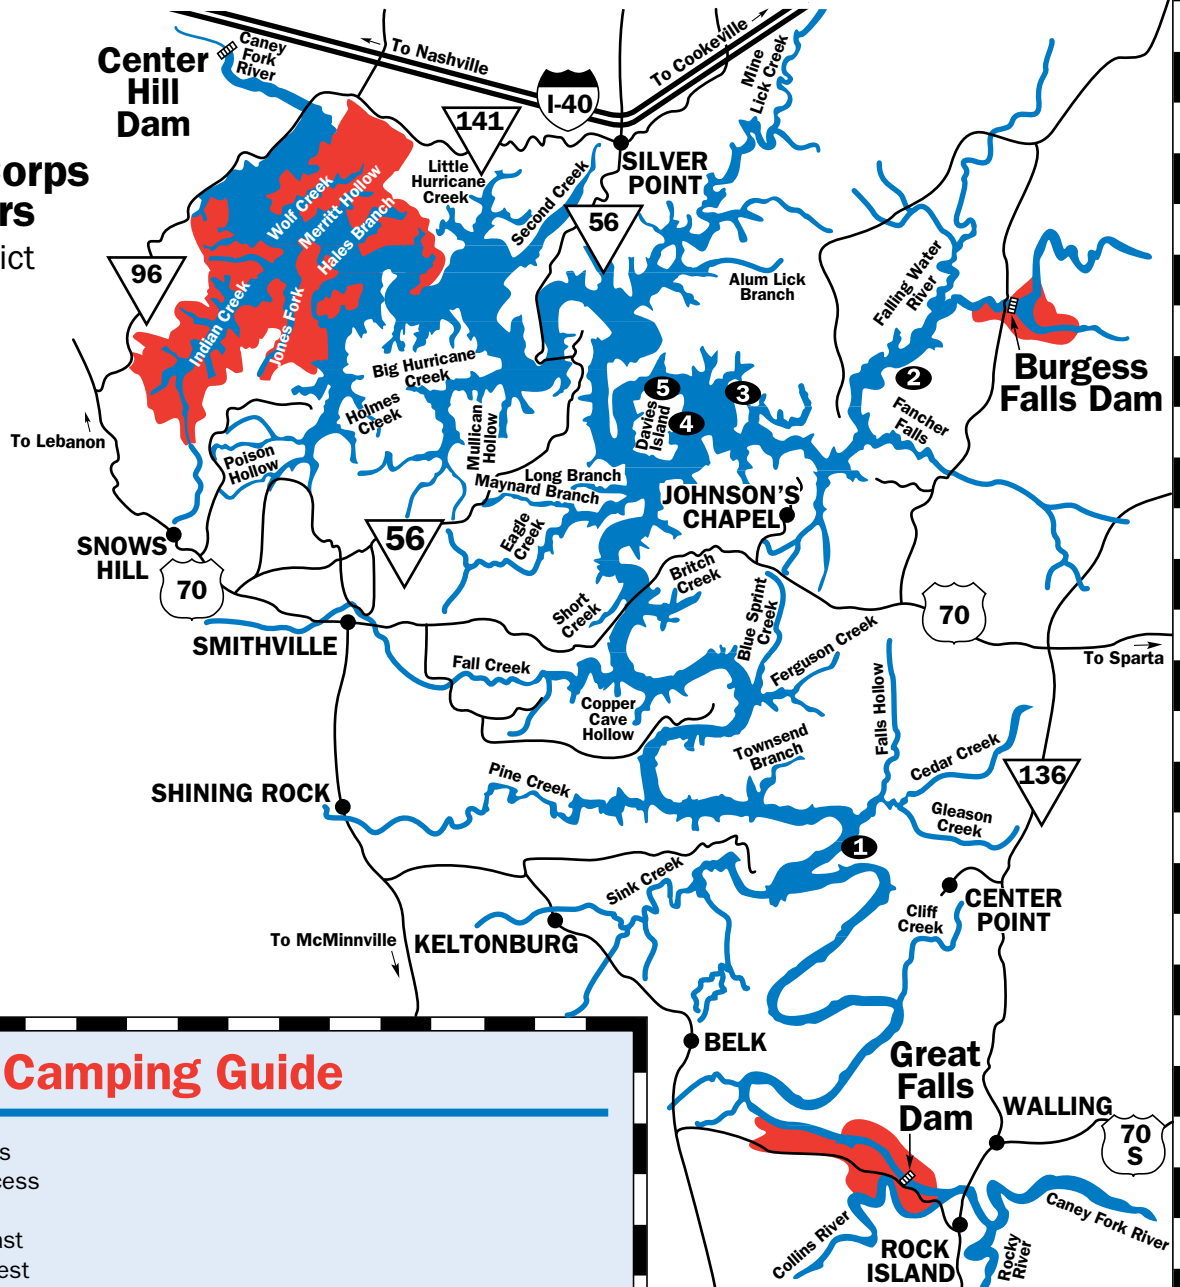 Center
Hill
Dam
Caney
Fork
River
To Nashville
To Cookeville
I-40
Mine
Lick Creek
141
SILVER
POINT
Little
Hurricane
Creek
Second Creek
56
orps
rs
ict
96
Wolf Creek
Merritt Hollow
Hales Branch
Indian Creek
Jones Fork
Alum Lick
Branch
Falling Water
River
Burgess
Falls Dam
Big Hurricane
Creek
Holmes
Creek
Mullican
Hollow
5
Davies
Island
4
3
2
Fancher
Falls
To Lebanon
Poison
Hollow
Long Branch
Maynard Branch
JOHNSON'S
CHAPEL
Eagle
Creek
56
SNOWS
HILL
70
Britch
Creek
Short
Creek
Blue Sprint
Creek
70
SMITHVILLE
To Sparta
Fall Creek
Ferguson Creek
Copper
Cave
Hollow
Falls Hollow
Townsend
Branch
Cedar Creek
136
SHINING ROCK
Pine Creek
Gleason
Creek
1
Sink Creek
CENTER
POINT
Cliff
Creek
To McMinnville
KELTONBURG
BELK
Great
Falls
Dam
WALLING
70
S
Camping Guide
s
cess
ast
est
Collins River
ROCK
ISLAND
Rocky
River
Caney Fork River